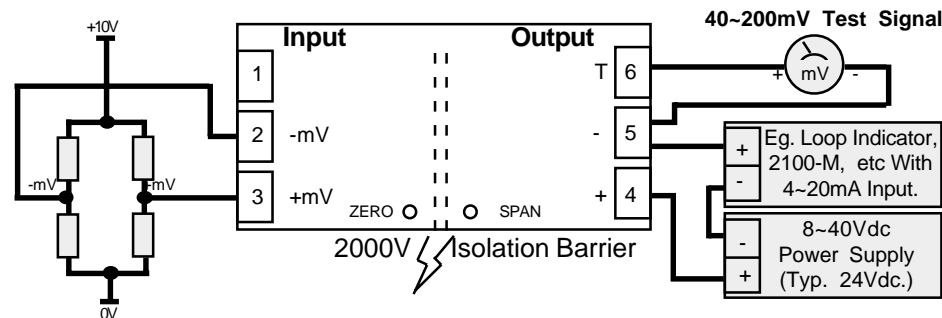 40~200mV Test Signal
+10V
Input
Output
1
T 6
+ mV -
2 -mV
- 5
+ Eg. Loop Indicator,
2100-M, etc With
- 4~20mA Input.
-mV
-mV
3 +mV
+ 4
ZERO
SPAN
2000V
Isolation Barrier
- 8~40Vdc
Power Supply
+ (Typ. 24Vdc.)
0V